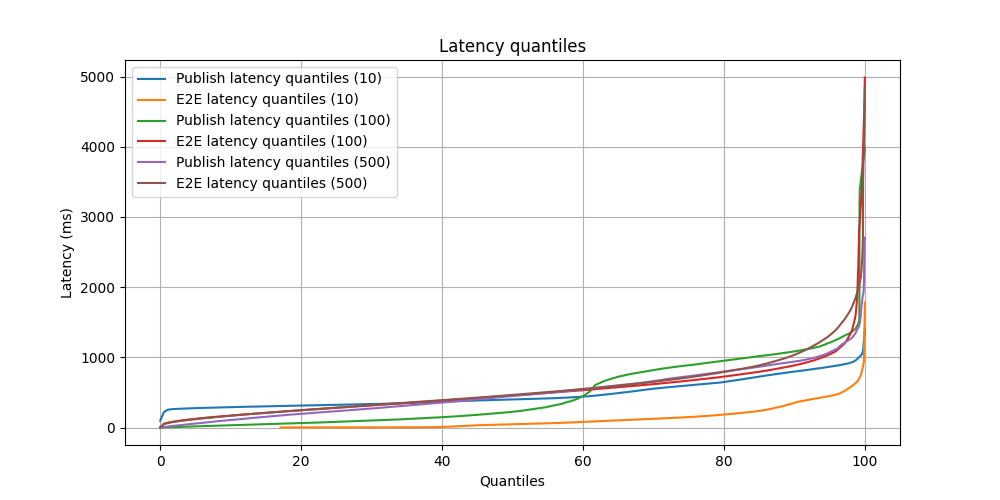 Latency quantiles
Publish latency quantiles (10)
E2E latency quantiles (10)
Publish latency quantiles (100)
E2E latency quantiles (100)
Publish latency quantiles (500)
E2E latency quantiles (500)
Latency (ms)
5000
4000
3000
2000
1000
0
0 20 40 60 80 100
Quantiles